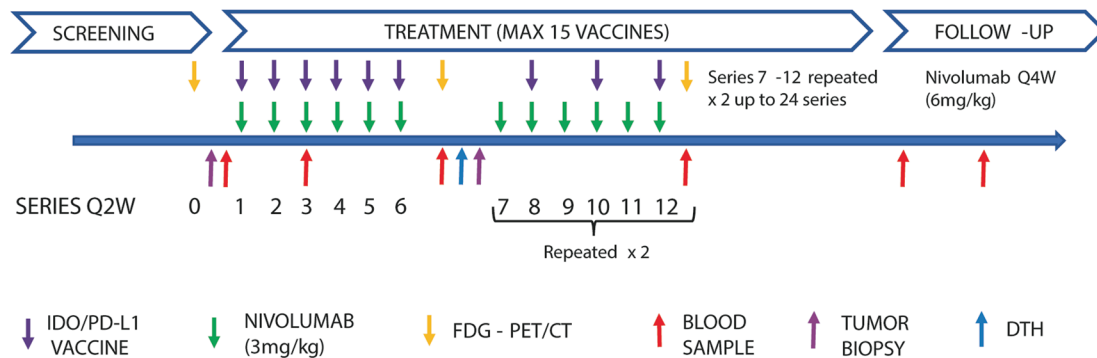 SCREENING
TREATMENT (MAX 15 VACCINES)
FOLLOW -UP
Series 7 -12 repeated
x 2 up to 24 series
Nivolumab Q4W
(6mg/kg)
SERIES Q2W 0 1 2 3 4 5 6 7 8 9 10 11 12
Repeated x 2
IDO/PD-L1
VACCINE
NIVOLUMAB
(3mg/kg)
FDG - PET/CT
BLOOD
SAMPLE
TUMOR
BIOPSY
DTH